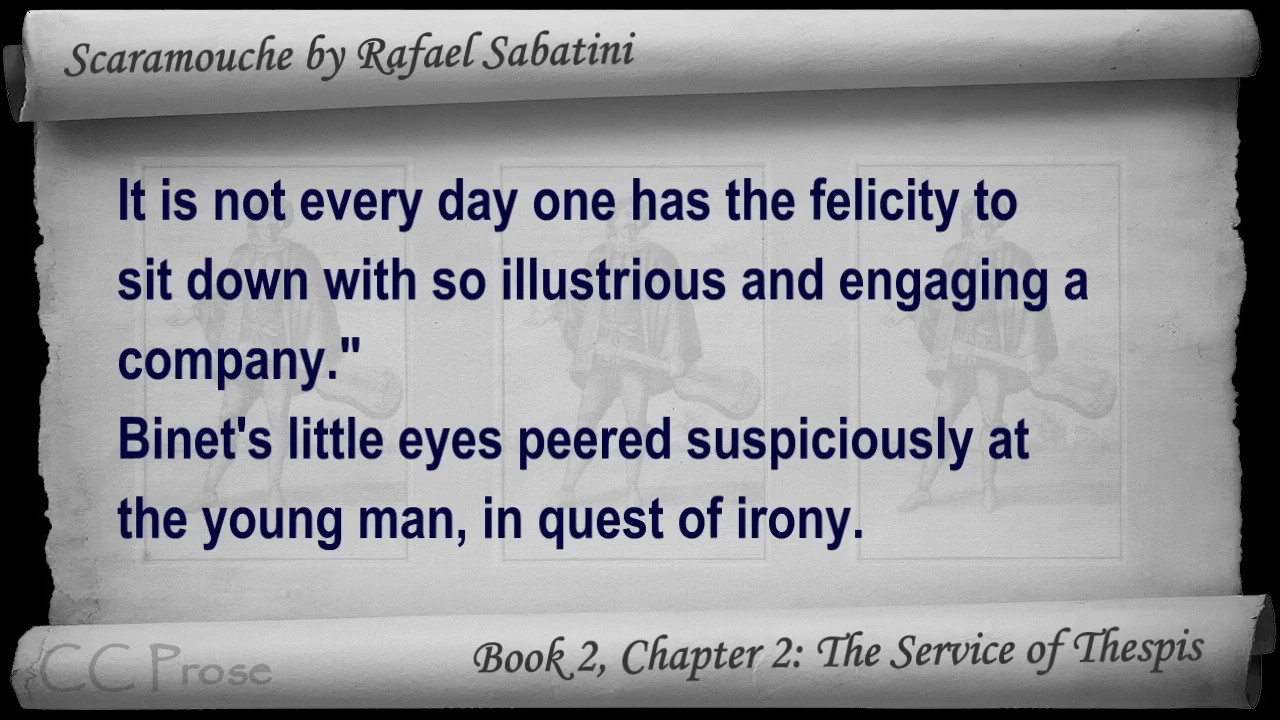 Scaramouche by Rafael Sabatini
It is not every day one has the felicity to
sit down with so illustrious and engaging a
company."
Binet's little eyes peered suspiciously at
the young man, in quest of irony.
CC Prose
Book 2, Chapter 2: The Service of Thespis